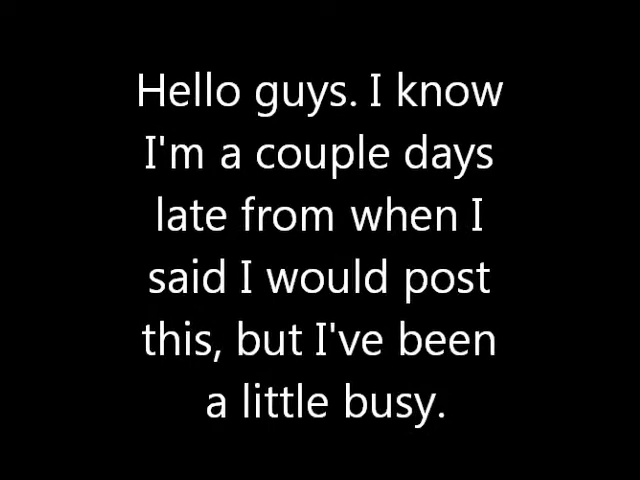 Hello guys. I know
I'm a couple days
late from when I
said I would post
this, but I've been
a little busy.